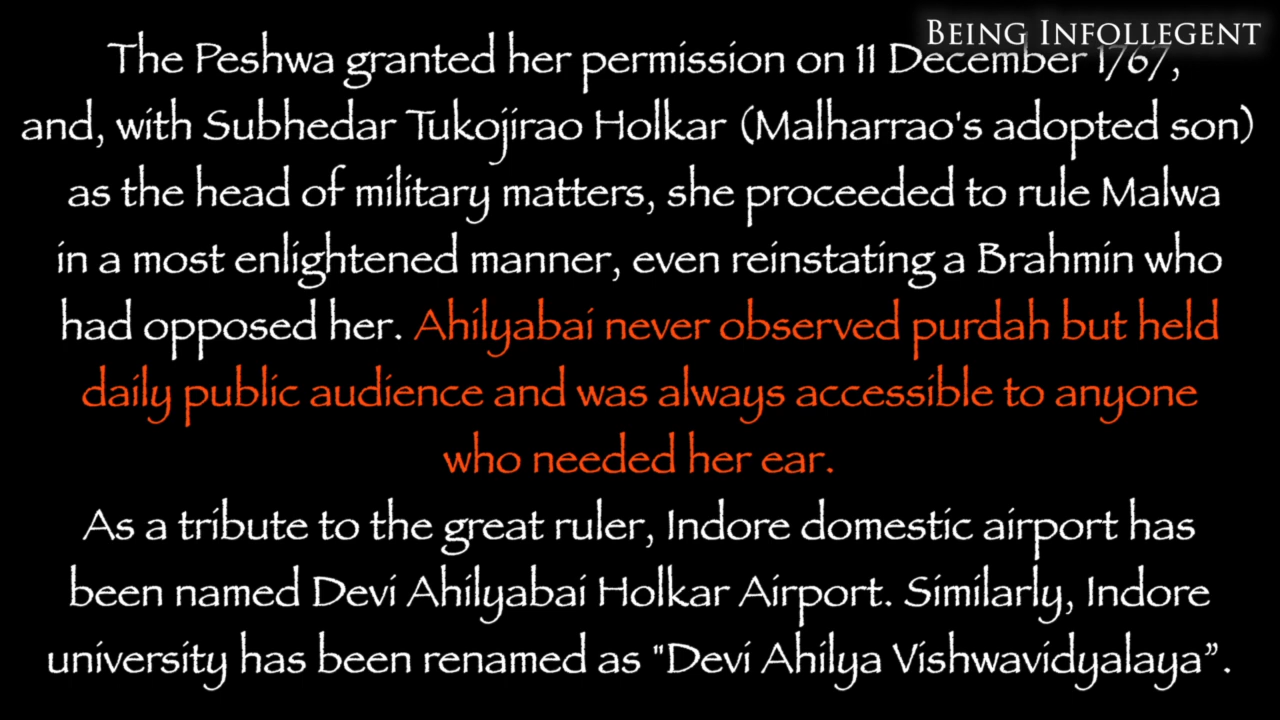 BEING INFOLLEGENT
The Peshwa granted her permission on 11 December 1767,
and, with Subhedar Tukojirao Holkar (Malharrao's adopted son)
as the head of military matters, she proceeded to rule Malwa
in a most enlightened manner, even reinstating a Brahmin who
had opposed her. Ahilyabai never observed purdah but held
daily public audience and was always accessible to anyone
who needed her ear.
As a tribute to the great ruler, Indore domestic airport has
been named Devi Ahilyabai Holkar Airport. Similarly, Indore
university has been renamed as "Devi Ahilya Vishwavidyalaya”.